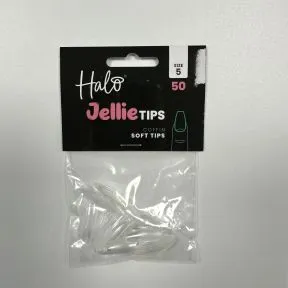 SIZE
5
50
Halo
Jellie TIPS
COFFIN
SOFT TIPS